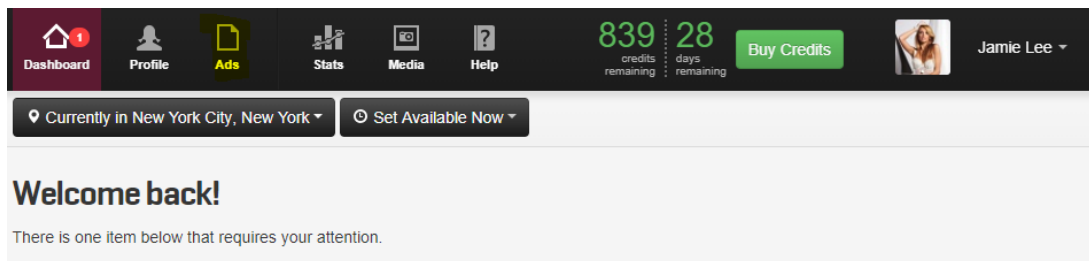 1
Dashboard
Profile
Ads
Stats
Media
Help
839
credits
remaining
28
days
remaining
Buy Credits
Jamie Lee
Currently in New York City, New York
Set Available Now
Welcome back!
There is one item below that requires your attention.